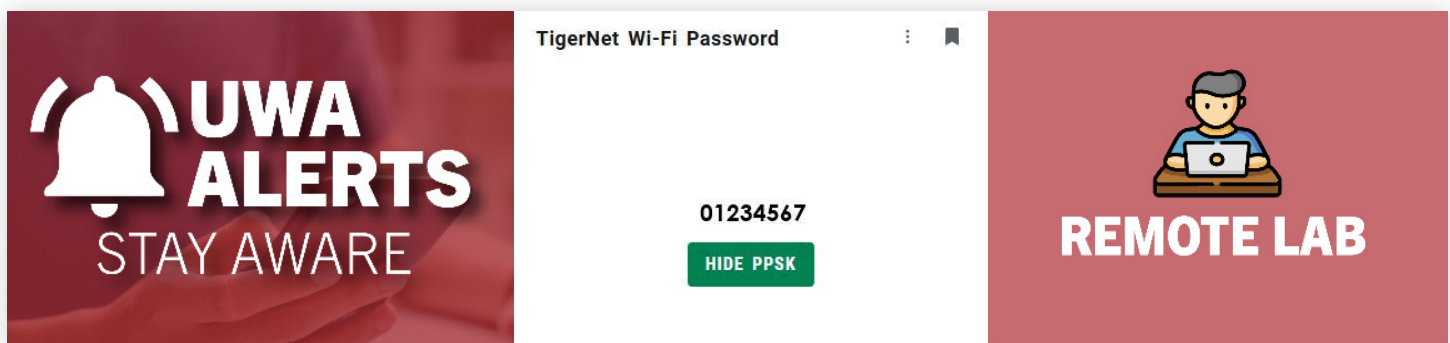 UWA
ALERTS
STAY AWARE
TigerNet Wi-Fi Password
01234567
HIDE PPSK
REMOTE LAB